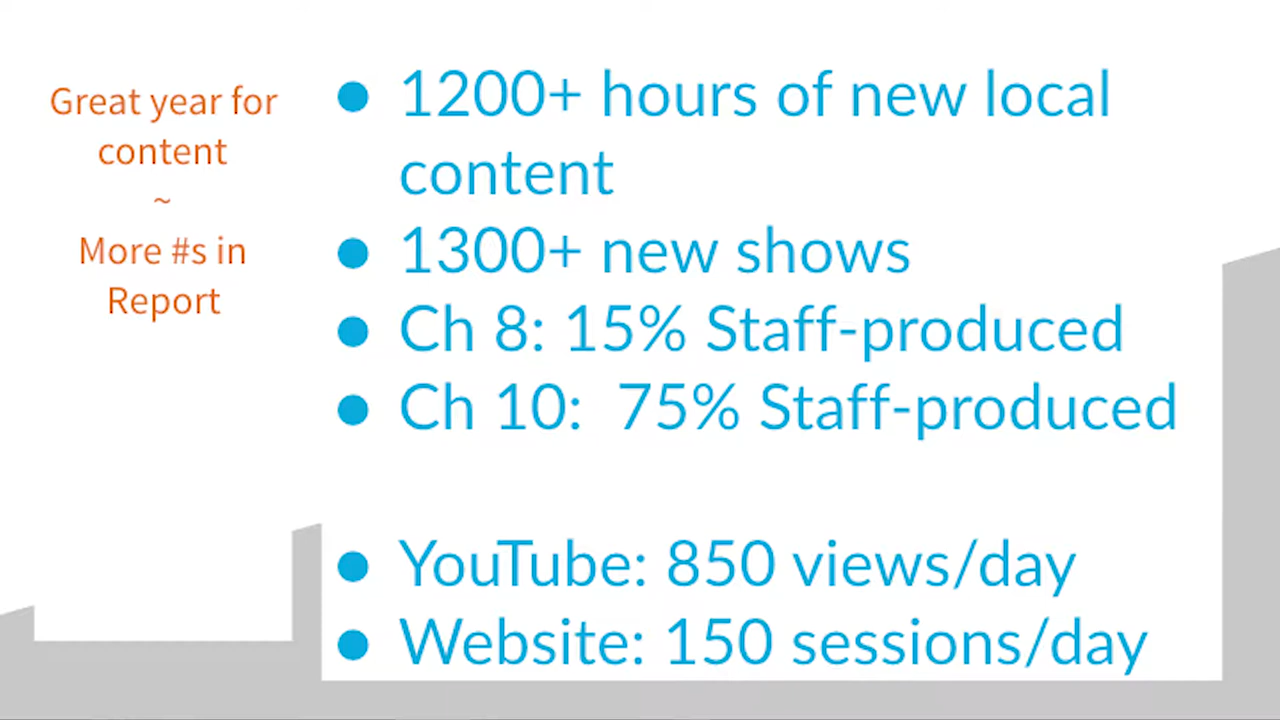 Great year for
content
~
More #s in
Report
● 1200+ hours of new local
content
● 1300+ new shows
● Ch 8: 15% Staff-produced
● Ch 10:  75% Staff-produced
● YouTube: 850 views/day
● Website: 150 sessions/day